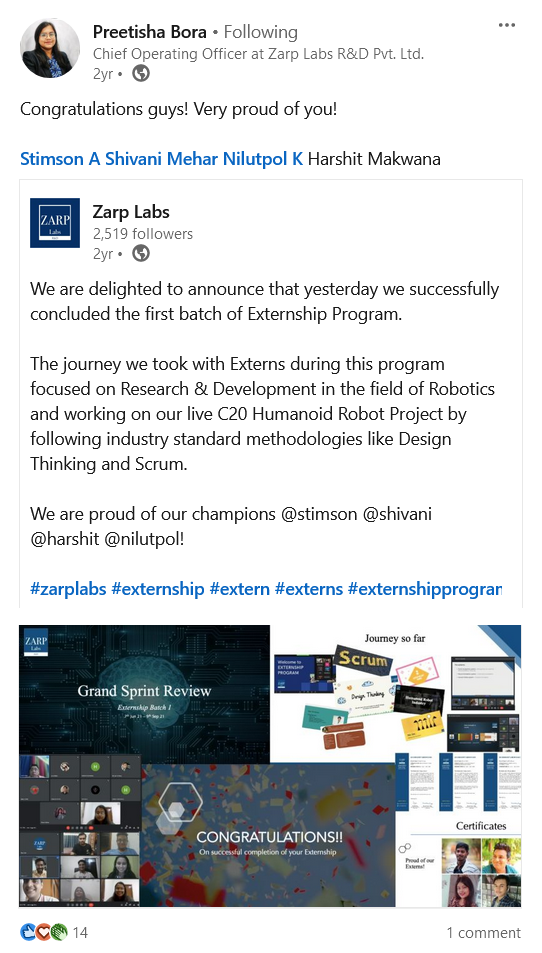 Preetisha Bora • Following
Chief Operating Officer at Zarp Labs R&D Pvt. Ltd.
2yr •
Congratulations guys! Very proud of you!
Stimson A Shivani Mehar Nilutpol K Harshit Makwana
ZARP
Labs
Zarp Labs
2,519 followers
2yr •
We are delighted to announce that yesterday we successfully
concluded the first batch of Externship Program.
The journey we took with Externs during this program
focused on Research & Development in the field of Robotics
and working on our live C20 Humanoid Robot Project by
following industry standard methodologies like Design
Thinking and Scrum.
We are proud of our champions @stimson @shivani
@harshit @nilutpol!
#zarplabs #externship #extern #externs #externshipprogram
ZARP
Labs
Grand Sprint Review
Externship Batch 1
Journey so far
Welcome to
EXTERNSHIP
PROGRAM
Scrum
Design Thinking
CONGRATULATIONS!!
On successful completion of your Externship
Certificates
Proud of our
Externs!
14
1 comment